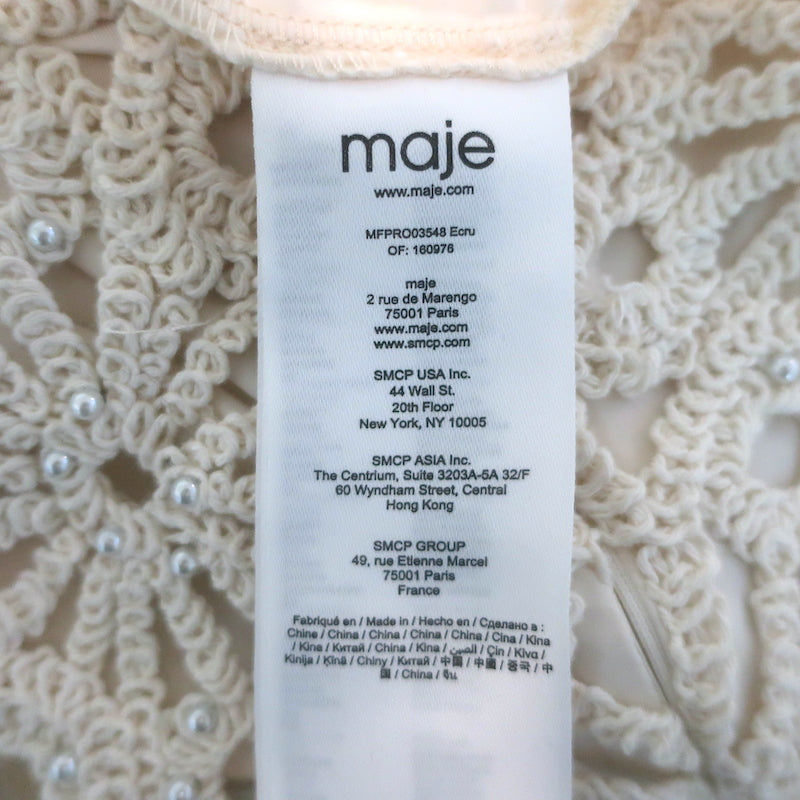 maje
www.maje.com
MFPRO03548 Ecru
OF: 160976
maje
2 rue de Marengo
75001 Paris
www.maje.com
www.smcp.com
SMCP USA Inc.
44 Wall St.
20th Floor
New York, NY 10005
SMCP ASIA Inc.
The Centrium, Suite 3203A-5A 32/F
60 Wyndham Street, Central
Hong Kong
SMCP GROUP
49, rue Etienne Marcel
75001 Paris
France
Fabriqué en / Made in / Hecho en / Сделано в :
Chine / China / China / China / China / Cina / Kina
/ Kine / Китай / China / Kina / الصين / Çin / Κίνα /
Kinija / Ķīnā / Chiny / Китай / 中国 / 中國 / 중국 / 中
国 / China / จีน